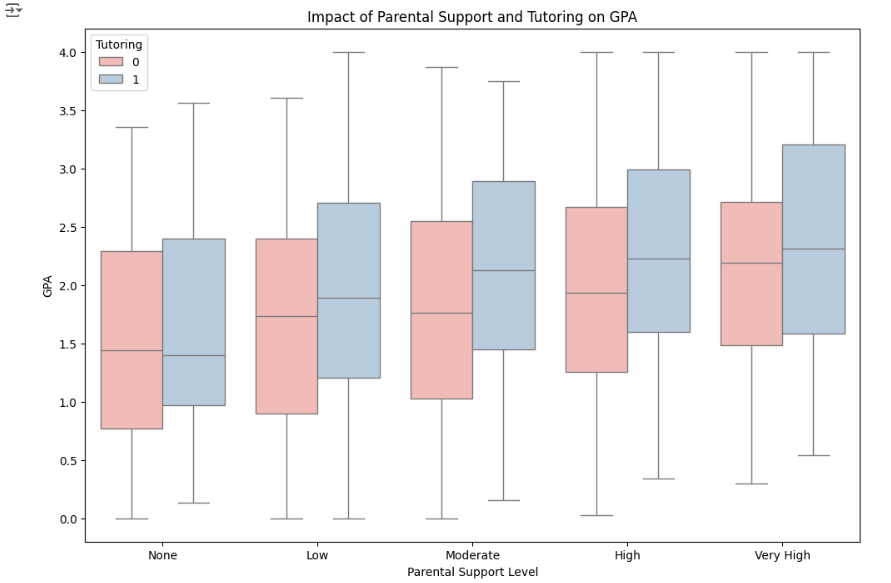 Impact of Parental Support and Tutoring on GPA
Tutoring
0
1
4.0
3.5
3.0
2.5
2.0
1.5
1.0
0.5
0.0
GPA
None Low Moderate High Very High
Parental Support Level